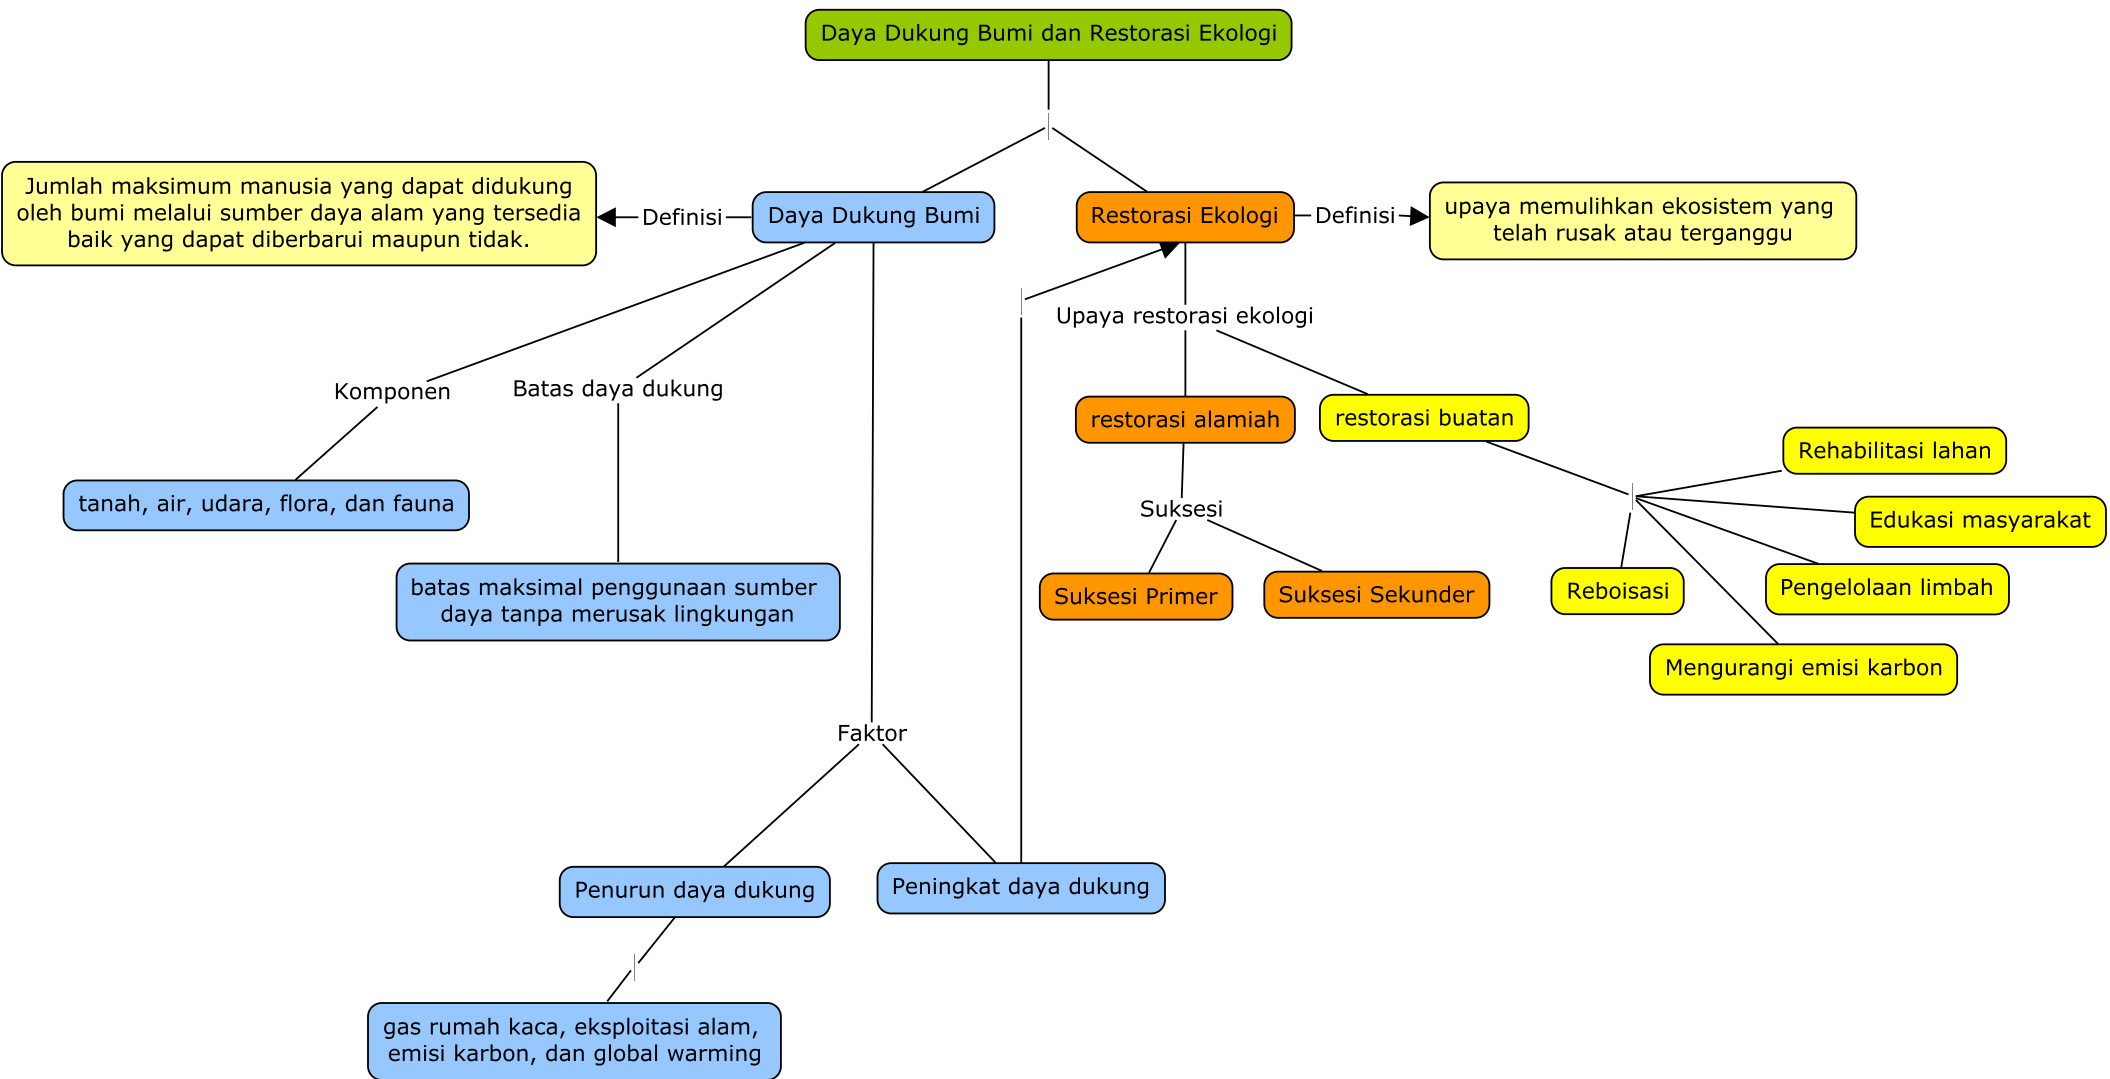 Daya Dukung Bumi dan Restorasi Ekologi
Jumlah maksimum manusia yang dapat didukung
oleh bumi melalui sumber daya alam yang tersedia
baik yang dapat diberbarui maupun tidak.
Definisi
Daya Dukung Bumi
Restorasi Ekologi
Definisi
upaya memulihkan ekosistem yang
telah rusak atau terganggu
Upaya restorasi ekologi
Komponen
Batas daya dukung
restorasi alamiah
restorasi buatan
Rehabilitasi lahan
tanah, air, udara, flora, dan fauna
Suksesi
Edukasi masyarakat
batas maksimal penggunaan sumber
daya tanpa merusak lingkungan
Suksesi Primer
Suksesi Sekunder
Reboisasi
Pengelolaan limbah
Mengurangi emisi karbon
Faktor
Penurun daya dukung
Peningkat daya dukung
gas rumah kaca, eksploitasi alam,
emisi karbon, dan global warming